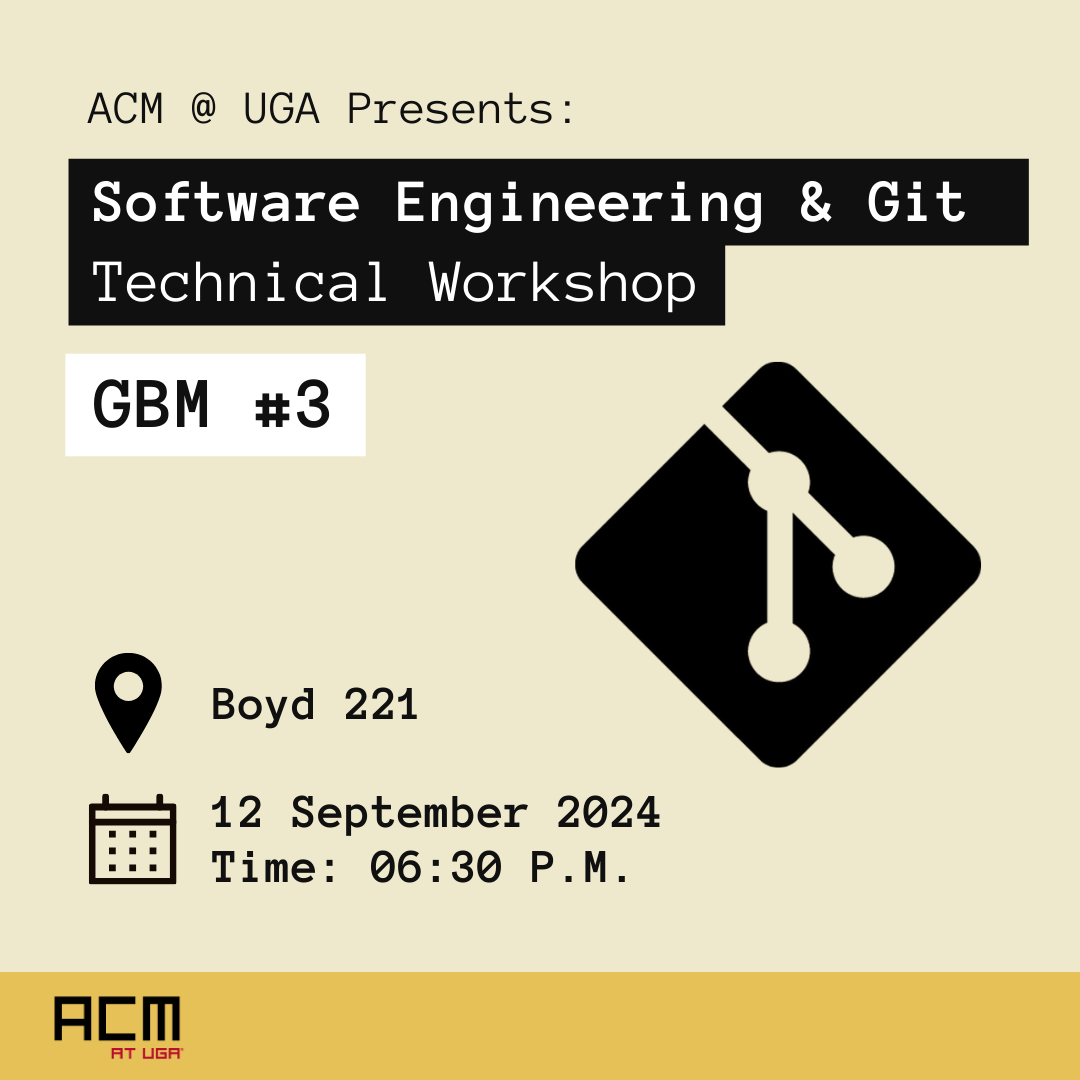 ACM @ UGA Presents:
Software Engineering & Git
Technical Workshop
GBM #3
Boyd 221
12 September 2024
Time: 06:30 P.M.
ACM
AT UGA